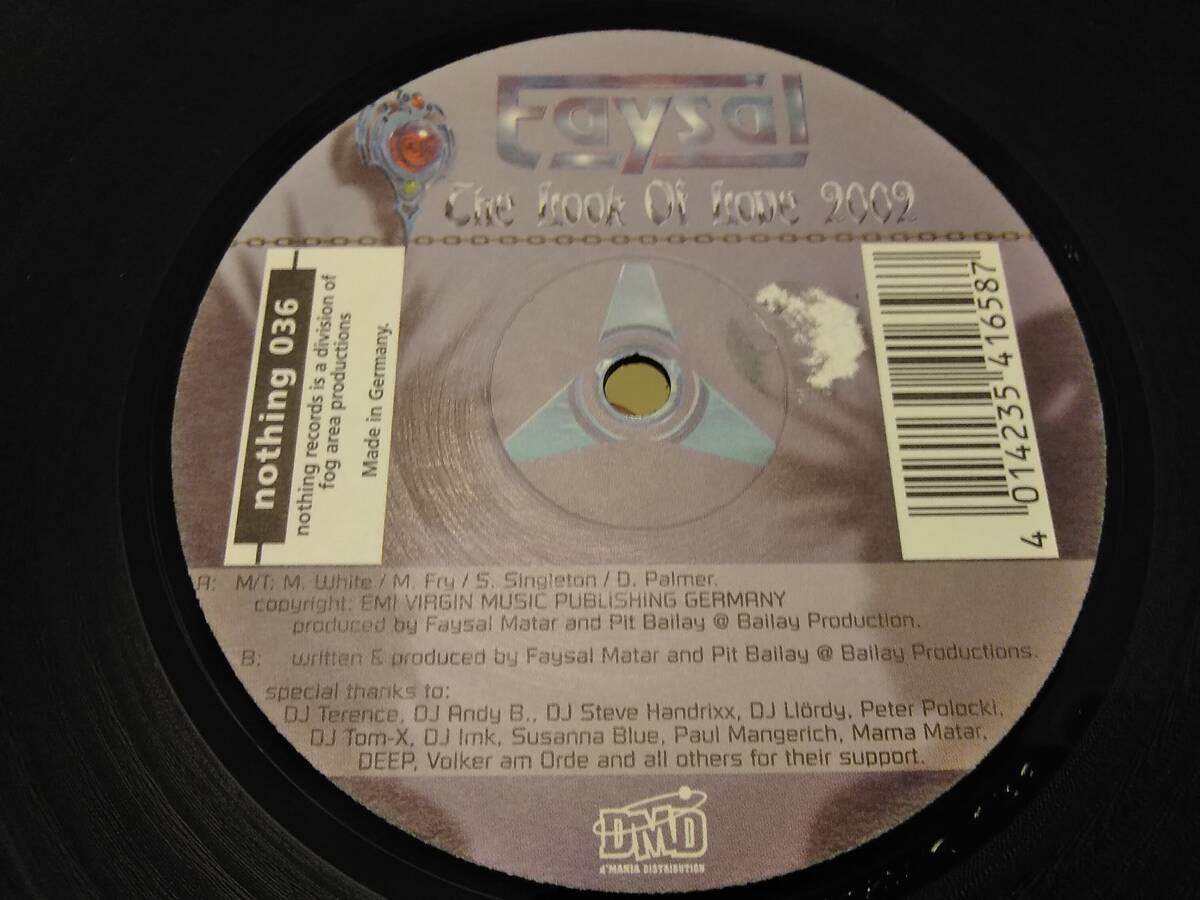 Faysal
The Look Of Love 2002
nothing 036
nothing records is a division of
fog area productions
Made in Germany.
4 014235 416587
A: M/T: M. White / M. Fry / S. Singleton / D. Palmer.
copyright: EMI VIRGIN MUSIC PUBLISHING GERMANY
produced by Faysal Matar and Pit Bailay @ Bailay Production.
B: written & produced by Faysal Matar and Pit Bailay @ Bailay Productions.
special thanks to:
DJ Terence, DJ Andy B., DJ Steve Handrixx, DJ Llördy, Peter Polocki,
DJ Tom-X, DJ Imk, Susanna Blue, Paul Mangerich, Mama Matar,
DEEP, Volker am Orde and all others for their support.
DMD
d'MANIA DISTRIBUTION